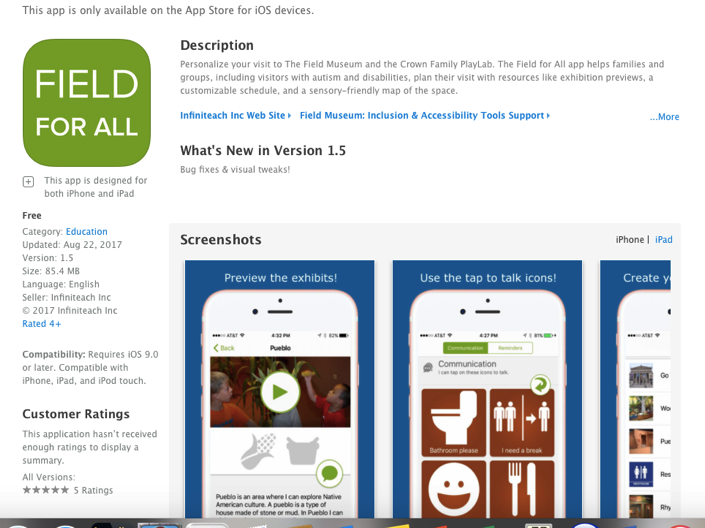 This app is only available on the App Store for iOS devices.
FIELD
FOR ALL
This app is designed for
both iPhone and iPad
Free
Category: Education
Updated: Aug 22, 2017
Version: 1.5
Size: 85.4 MB
Language: English
Seller: Infiniteach Inc
© 2017 Infiniteach Inc
Rated 4+
Compatibility: Requires iOS 9.0
or later. Compatible with
iPhone, iPad, and iPod touch.
Customer Ratings
This application hasn't received
enough ratings to display a
summary.
All Versions:
★★★★★ 5 Ratings
Description
Personalize your visit to The Field Museum and the Crown Family PlayLab. The Field for All app helps families and
groups, including visitors with autism and disabilities, plan their visit with resources like exhibition previews, a
customizable schedule, and a sensory-friendly map of the space.
Infiniteach Inc Web Site Field Museum: Inclusion & Accessibility Tools Support
...More
What's New in Version 1.5
Bug fixes & visual tweaks!
Screenshots
iPhone | iPad
Preview the exhibits!
AT&T 4:32 PM 82%
Back Pueblo
Pueblo is an area where I can explore Native
American culture. A pueblo is a type of
house made of stone or mud. In Pueblo I can
Use the tap to talk icons!
AT&T 4:27 PM 81%
Communication Reminders
Communication
I can tap on these icons to talk.
Bathroom please
I need a break
Create y
Go
Woo
Pue
Res
Rhy